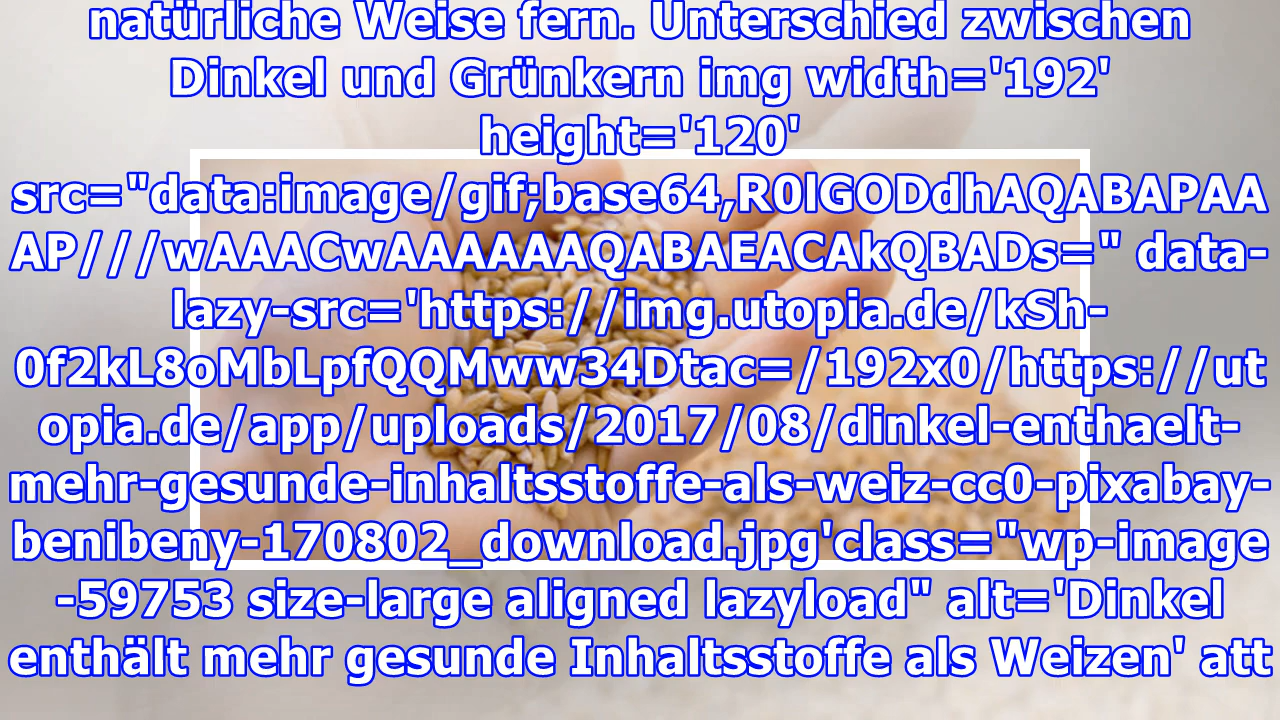 natürliche Weise fern. Unterschied zwischen
Dinkel und Grünkern img width='192'
height='120'
src="data:image/gif;base64,R0lGODdhAQABAPAA
AP///wAAACwAAAAAAQABAEACAkQBADs=" data-
lazy-src='https://img.utopia.de/kSh-
0f2kL8oMbLpfQQMww34Dtac=/192x0/https://ut
opia.de/app/uploads/2017/08/dinkel-enthaelt-
mehr-gesunde-inhaltsstoffe-als-weiz-cc0-pixabay-
benibeny-170802_download.jpg'class="wp-image
-59753 size-large aligned lazyload" alt='Dinkel
enthält mehr gesunde Inhaltsstoffe als Weizen' att